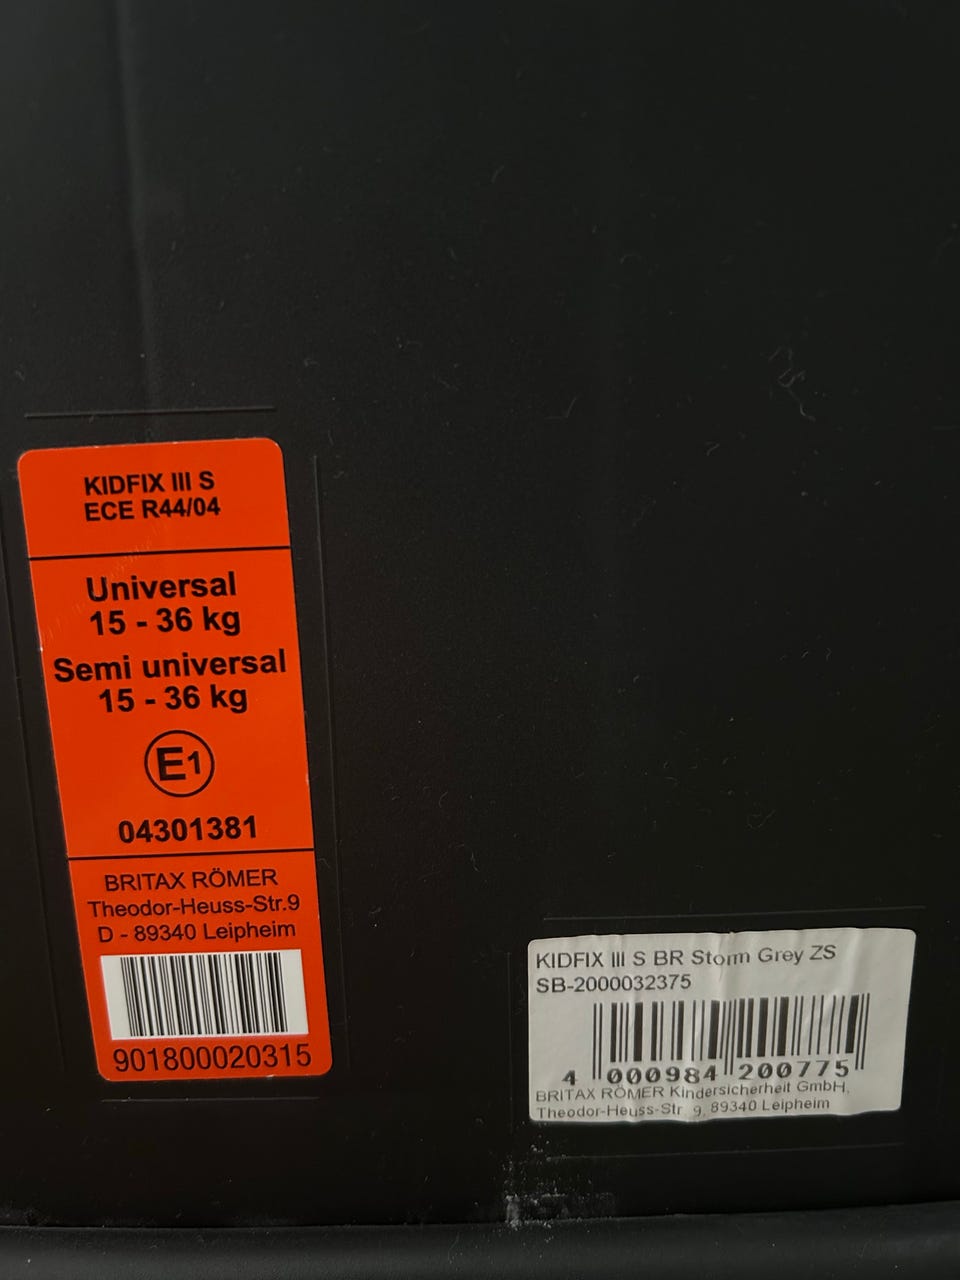 KIDFIX III S
ECE R44/04
Universal
15 - 36 kg
Semi universal
15 - 36 kg
E1
04301381
BRITAX RÖMER
Theodor-Heuss-Str.9
D - 89340 Leipheim
901800020315
KIDFIX III S BR Storm Grey ZS
SB-2000032375
4 000984 200775
BRITAX RÖMER Kindersicherheit GmbH,
Theodor-Heuss-Str 9, 89340 Leipheim